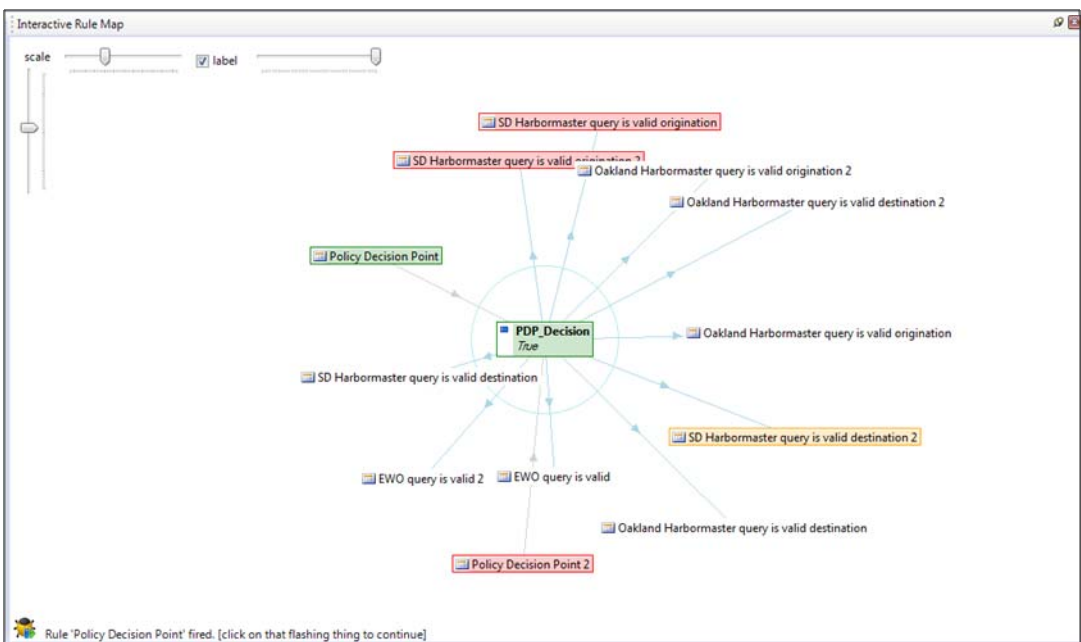 Interactive Rule Map
scale
label
SD Harbormaster query is valid origination
SD Harbormaster query is valid origination 2
Oakland Harbormaster query is valid origination 2
Oakland Harbormaster query is valid destination 2
Policy Decision Point
PDP_Decision
True
Oakland Harbormaster query is valid origination
SD Harbormaster query is valid destination
SD Harbormaster query is valid destination 2
EWO query is valid 2
EWO query is valid
Oakland Harbormaster query is valid destination
Policy Decision Point 2
Rule 'Policy Decision Point' fired. [click on that flashing thing to continue]